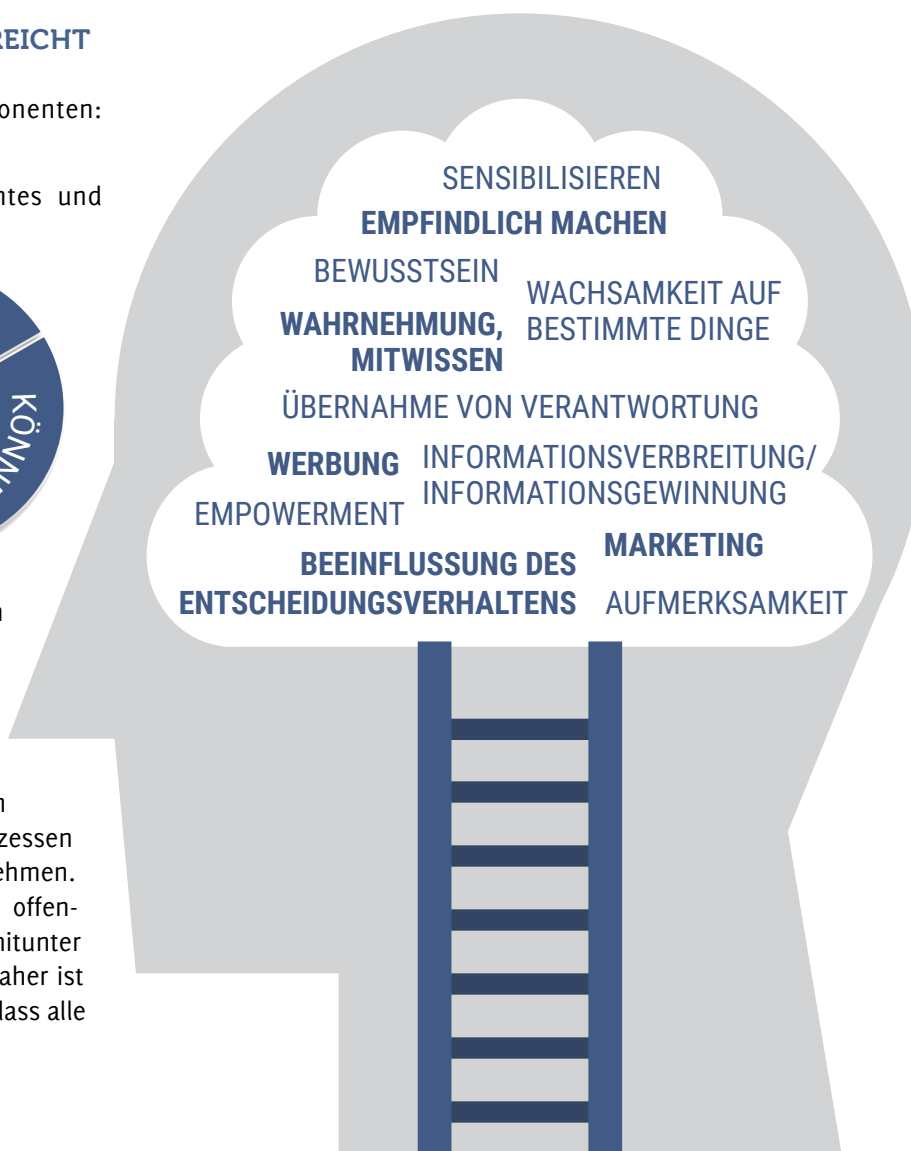 REICHT
onenten:
ntes und
KÖNN
n
n
zessen
ehmen.
offen-
nitunter
aher ist
dass alle
SENSIBILISIEREN
EMPFINDLICH MACHEN
BEWUSSTSEIN
WACHSAMKEIT AUF
BESTIMMTE DINGE
WAHRNEHMUNG,
MITWISSEN
ÜBERNAHME VON VERANTWORTUNG
WERBUNG
INFORMATIONSVERBREITUNG/
INFORMATIONSGEWINNUNG
EMPOWERMENT
MARKETING
BEEINFLUSSUNG DES
ENTSCHEIDUNGSVERHALTENS
AUFMERKSAMKEIT